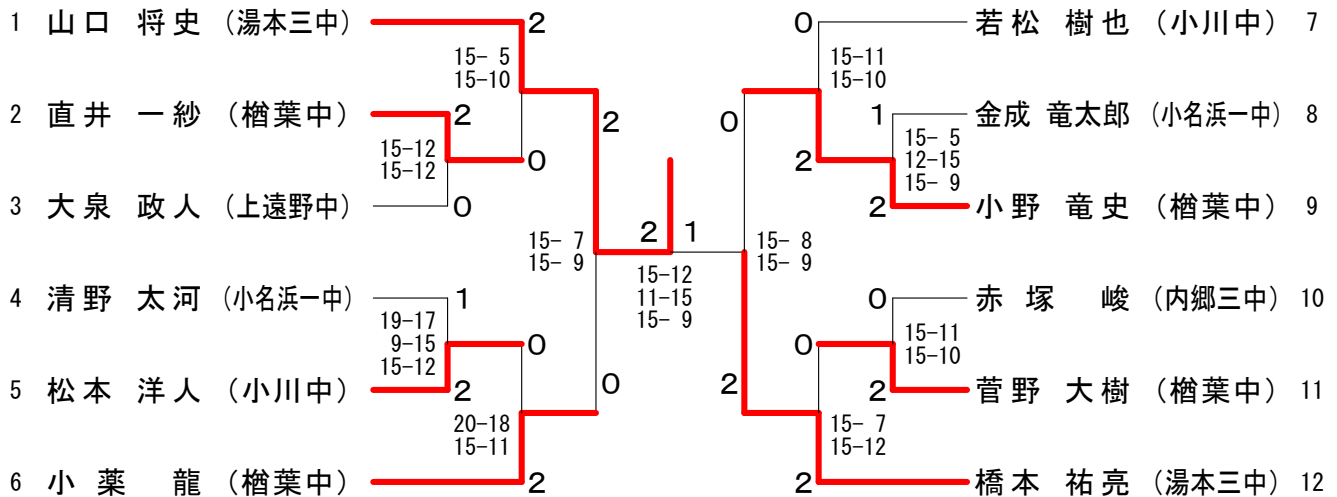 1 山口 将史 (湯本三中) 2
15- 5
15-10
2 直井 一紗 (楢葉中) 2
15-12
15-12
0
3 大泉 政人 (上遠野中) 0
2
15- 7
15- 9
4 清野 太河 (小名浜一中) 1
19-17
9-15
15-12
0
5 松本 洋人 (小川中) 2
0
20-18
15-11
6 小薬 龍 (楢葉中) 2
2 1
15-12
11-15
15- 9
0 若松 樹也 (小川中) 7
15-11
15-10
0
1 金成 竜太郎 (小名浜一中) 8
15- 5
12-15
15- 9
2
2 小野 竜史 (楢葉中) 9
15- 8
15- 9
0 赤塚 峻 (内郷三中) 10
15-11
15-10
0
2 菅野 大樹 (楢葉中) 11
2
15- 7
15-12
2 橋本 祐亮 (湯本三中) 12